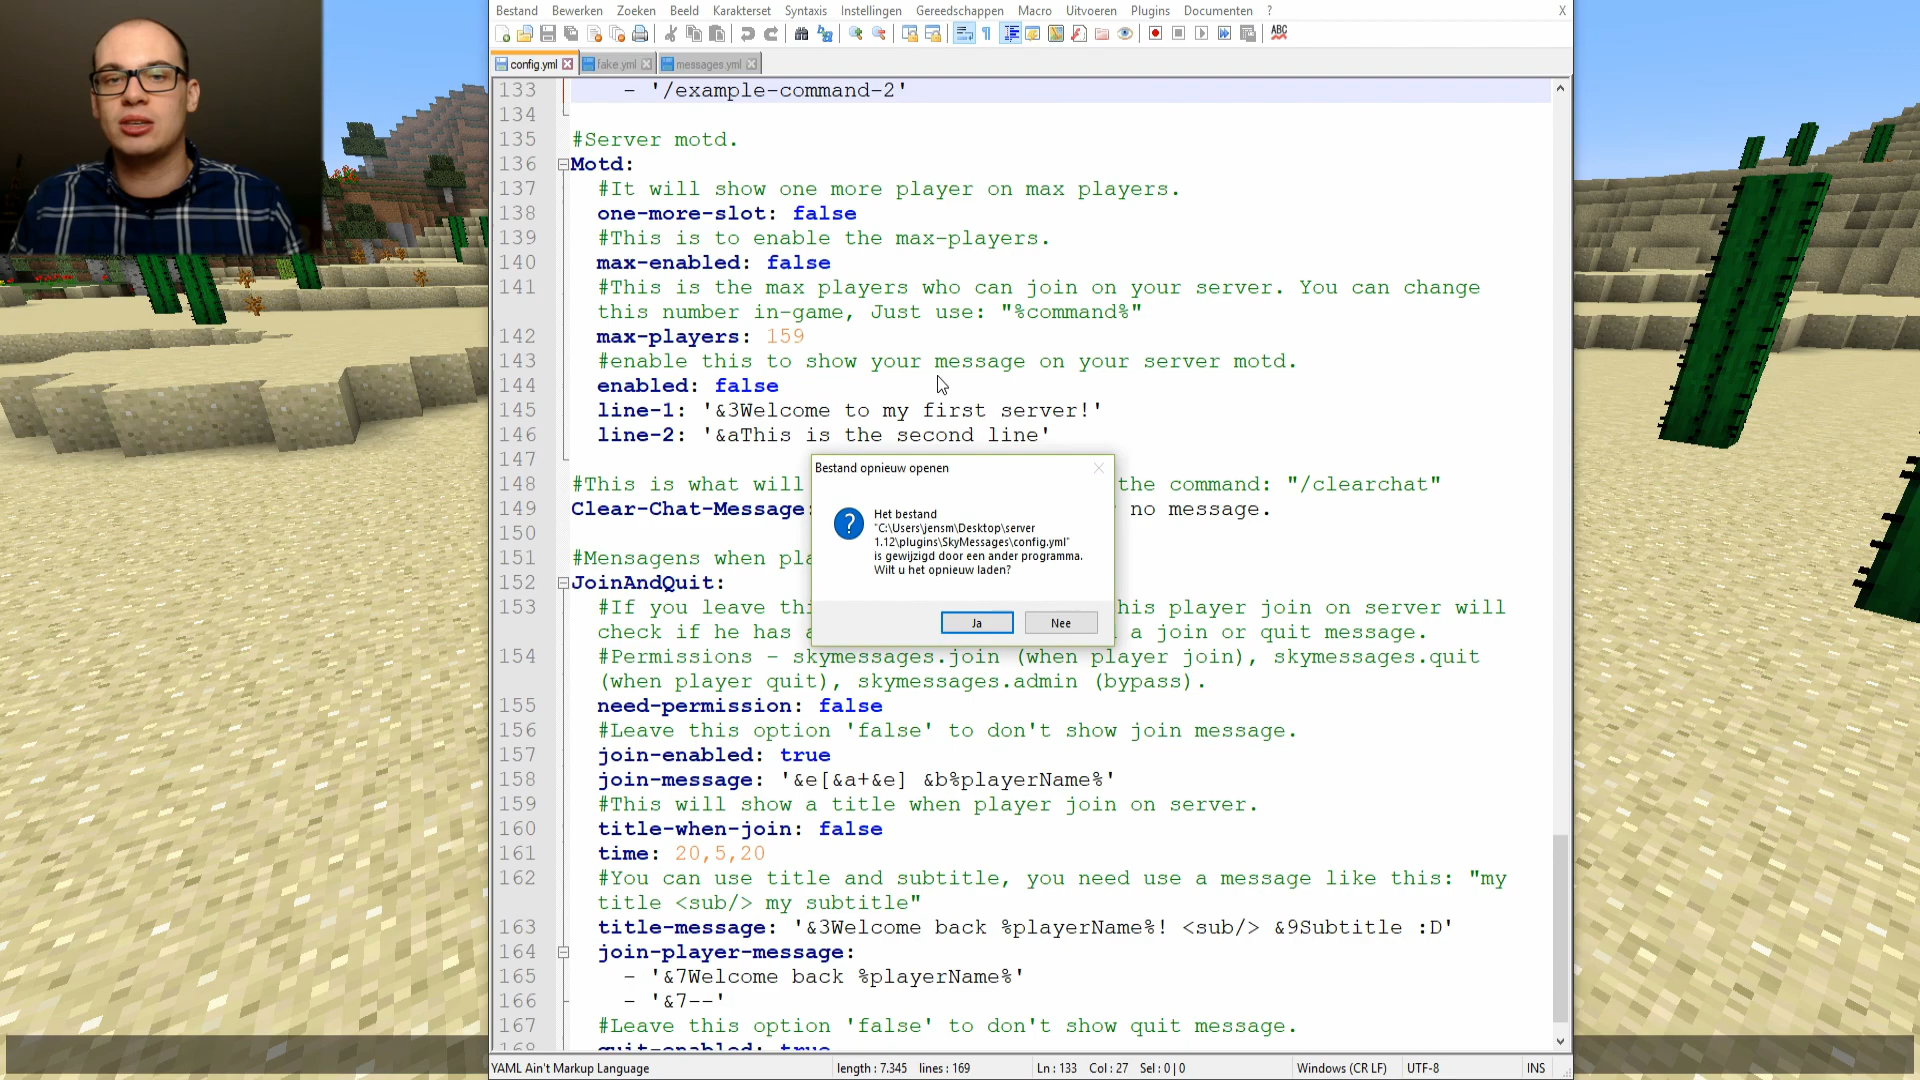 Bestand Bewerken Zoeken Beeld Karakterset Syntaxis Instellingen Gereedschappen Macro Uitvoeren Plugins Documenten ? X
ABC
config.yml fake.yml messages.yml
133 - '/example-command-2'
134
135 #Server motd.
136 Motd:
137 #It will show one more player on max players.
138 one-more-slot: false
139 #This is to enable the max-players.
140 max-enabled: false
141 #This is the max players who can join on your server. You can change
this number in-game, Just use: "%command%"
142 max-players: 159
143 #enable this to show your message on your server motd.
144 enabled: false
145 line-1: '&3Welcome to my first server!'
146 line-2: '&aThis is the second line'
147
148 #This is what will the command: "/clearchat"
149 Clear-Chat-Message: no message.
150
151 #Mensagens when
152 JoinAndQuit:
153 #If you leave this player join on server will
check if he has a join or quit message.
154 #Permissions - skymessages.join (when player join), skymessages.quit
(when player quit), skymessages.admin (bypass).
155 need-permission: false
156 #Leave this option 'false' to don't show join message.
157 join-enabled: true
158 join-message: '&e[&a+&e] &b%playerName%'
159 #This will show a title when player join on server.
160 title-when-join: false
161 time: 20,5,20
162 #You can use title and subtitle, you need use a message like this: "my
title <sub/> my subtitle"
163 title-message: '&3Welcome back %playerName%! <sub/> &9Subtitle :D'
164 join-player-message:
165 - '&7Welcome back %playerName%'
166 - '&7--'
167 #Leave this option 'false' to don't show quit message.
168 quit-enabled: true
Bestand opnieuw openen
Het bestand
"C:\Users\jensm\Desktop\server
1.12\plugins\SkyMessages\config.yml"
is gewijzigd door een ander programma.
Wilt u het opnieuw laden?
Ja Nee
YAML Ain't Markup Language length : 7.345 lines : 169 Ln : 133 Col : 27 Sel : 0 | 0 Windows (CR LF) UTF-8 INS